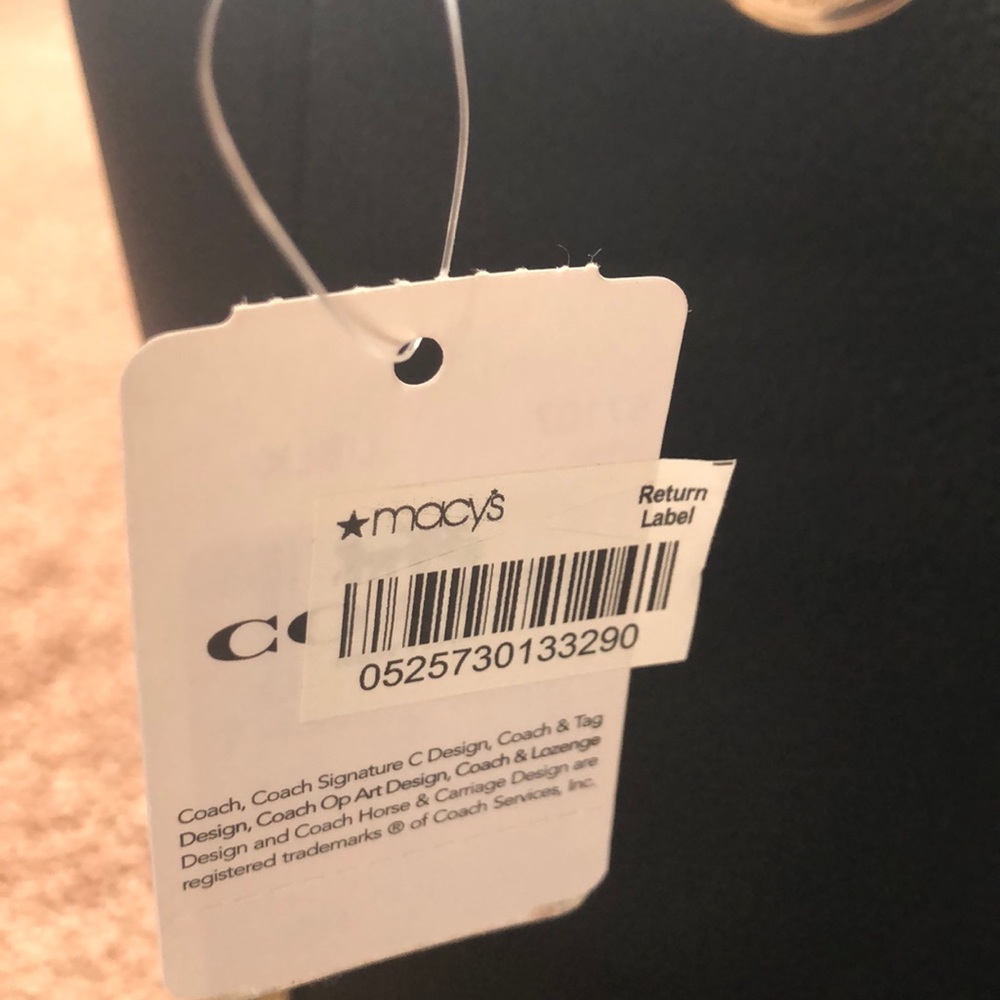 ★macy's
Return
Label
CO
0525730133290
Coach, Coach Signature C Design, Coach & Tag
Design, Coach Op Art Design, Coach & Lozenge
Design and Coach Horse & Carriage Design are
registered trademarks ® of Coach Services, Inc.